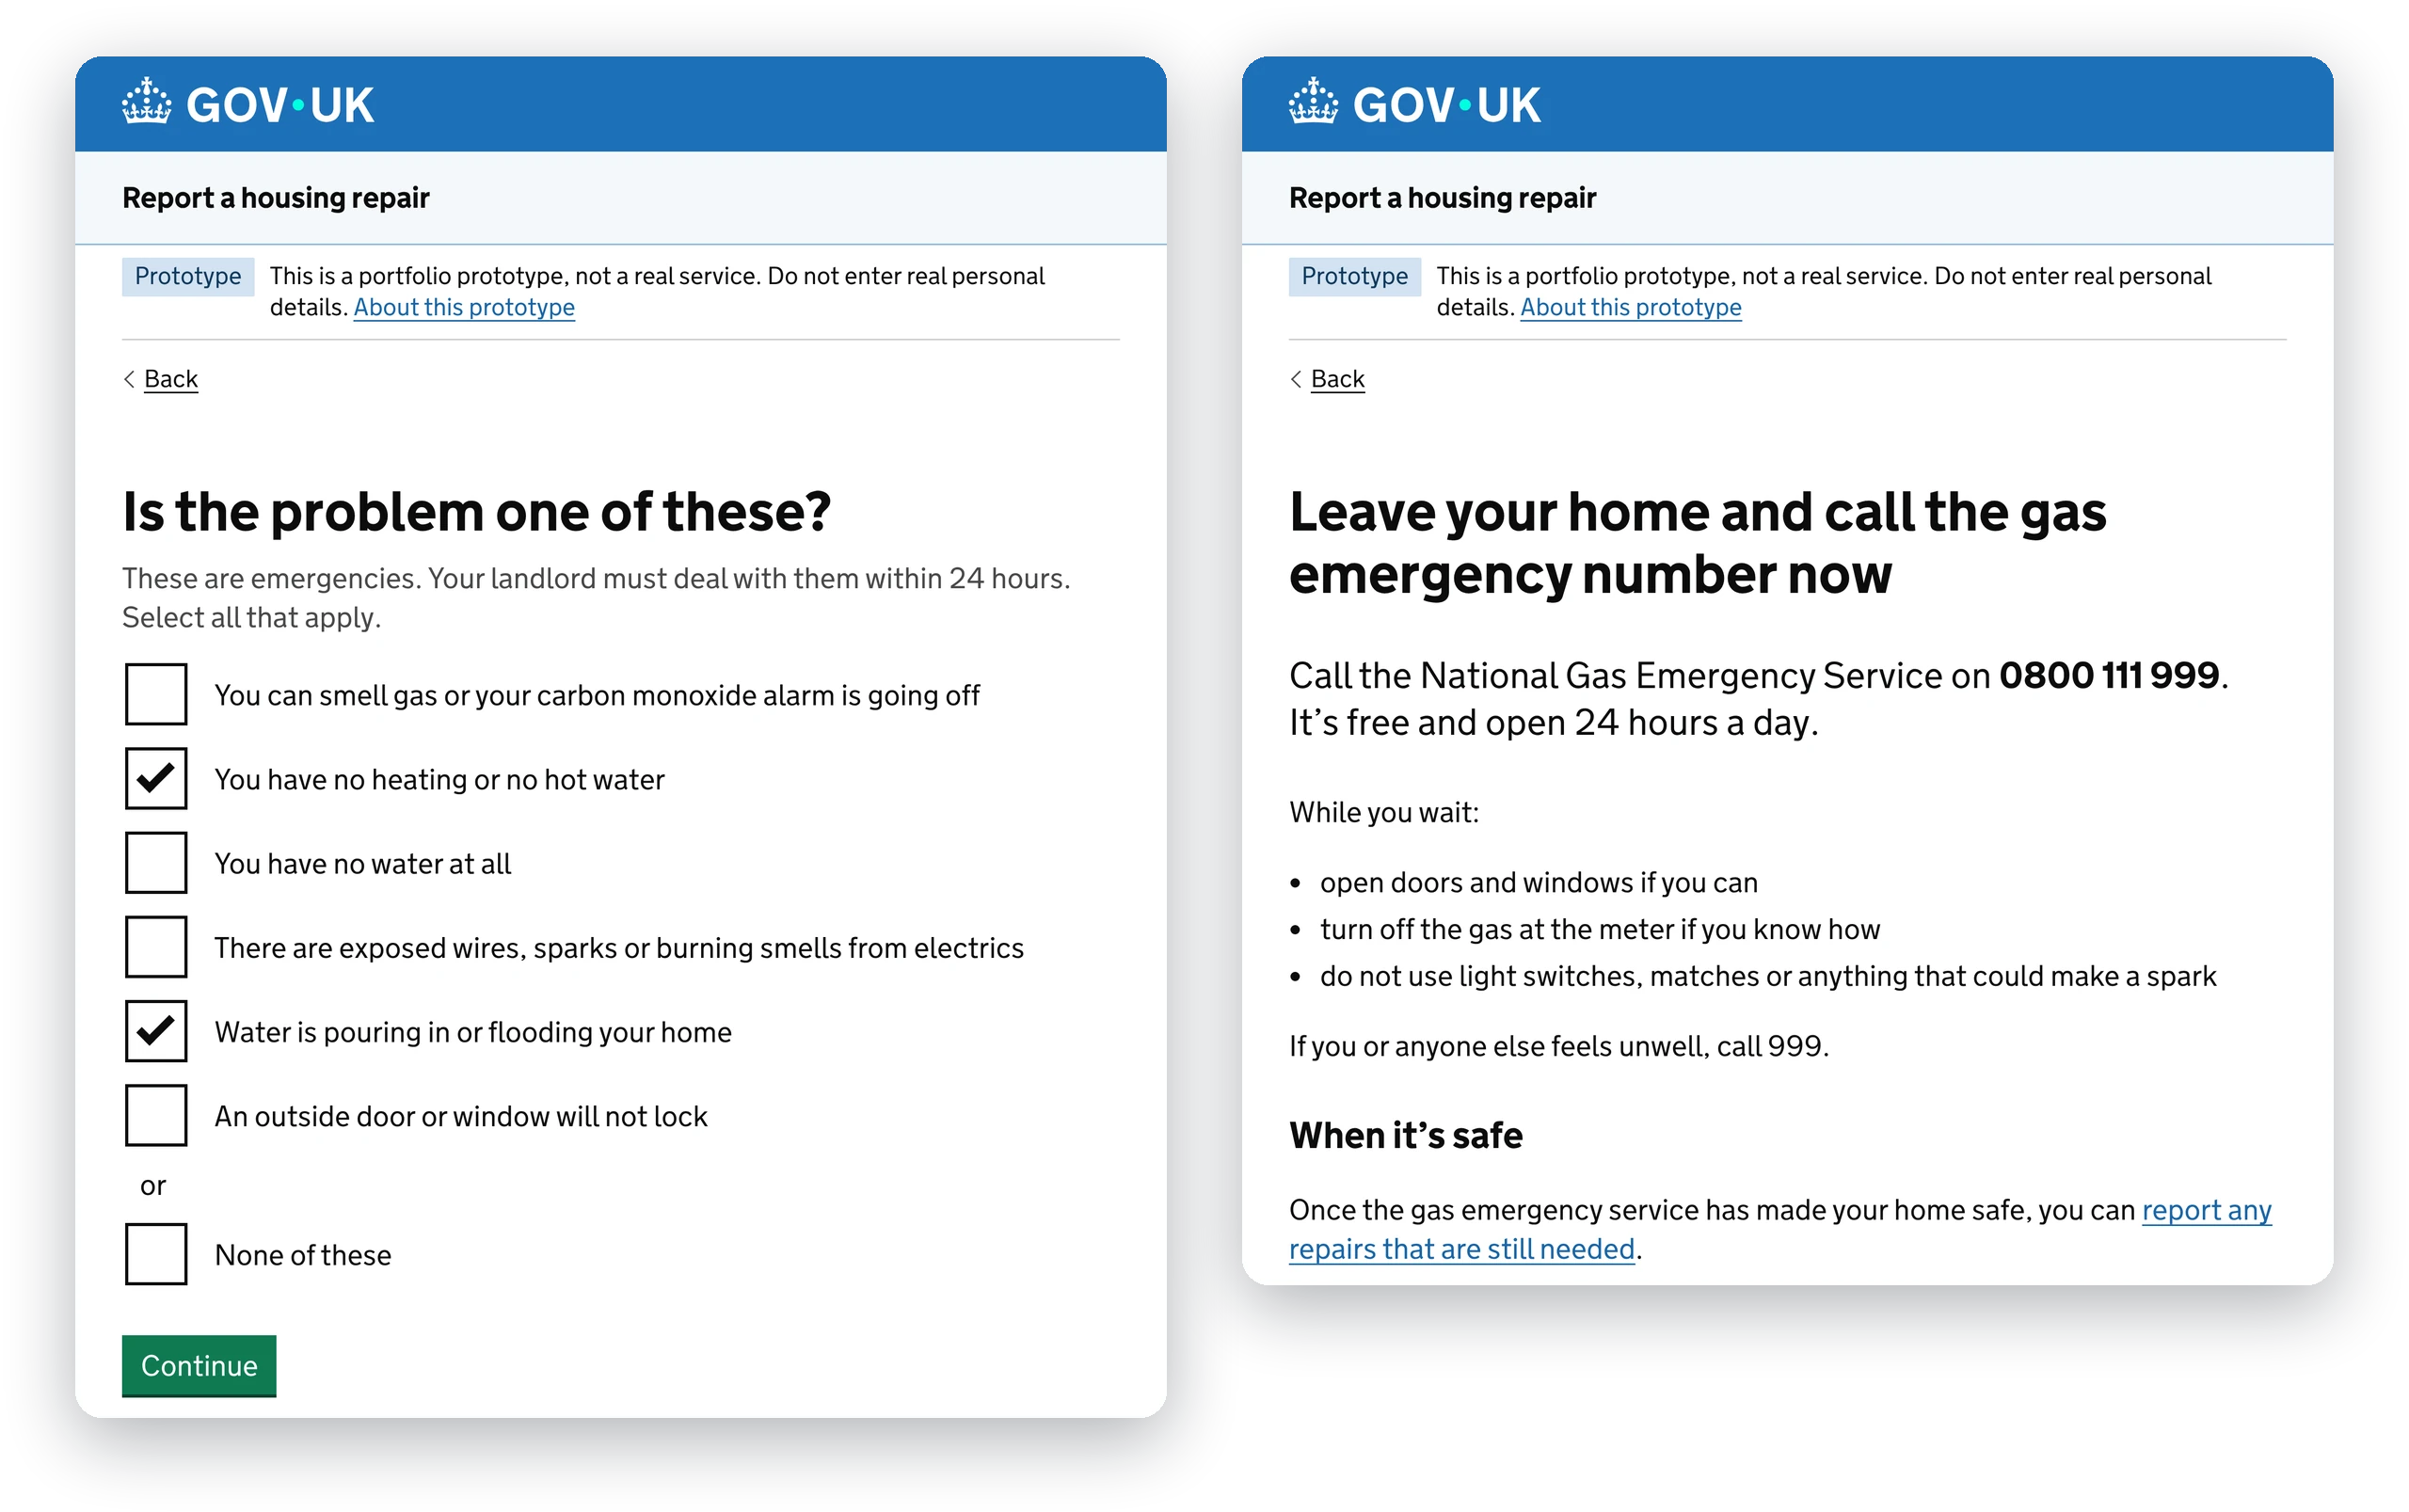 GOV·UK
Report a housing repair
Prototype
This is a portfolio prototype, not a real service. Do not enter real personal
details. About this prototype
Back
Is the problem one of these?
These are emergencies. Your landlord must deal with them within 24 hours.
Select all that apply.
You can smell gas or your carbon monoxide alarm is going off
You have no heating or no hot water
You have no water at all
There are exposed wires, sparks or burning smells from electrics
Water is pouring in or flooding your home
An outside door or window will not lock
or
None of these
Continue
GOV·UK
Report a housing repair
Prototype
This is a portfolio prototype, not a real service. Do not enter real personal
details. About this prototype
Back
Leave your home and call the gas
emergency number now
Call the National Gas Emergency Service on 0800 111 999.
It’s free and open 24 hours a day.
While you wait:
• open doors and windows if you can
• turn off the gas at the meter if you know how
• do not use light switches, matches or anything that could make a spark
If you or anyone else feels unwell, call 999.
When it’s safe
Once the gas emergency service has made your home safe, you can report any
repairs that are still needed.